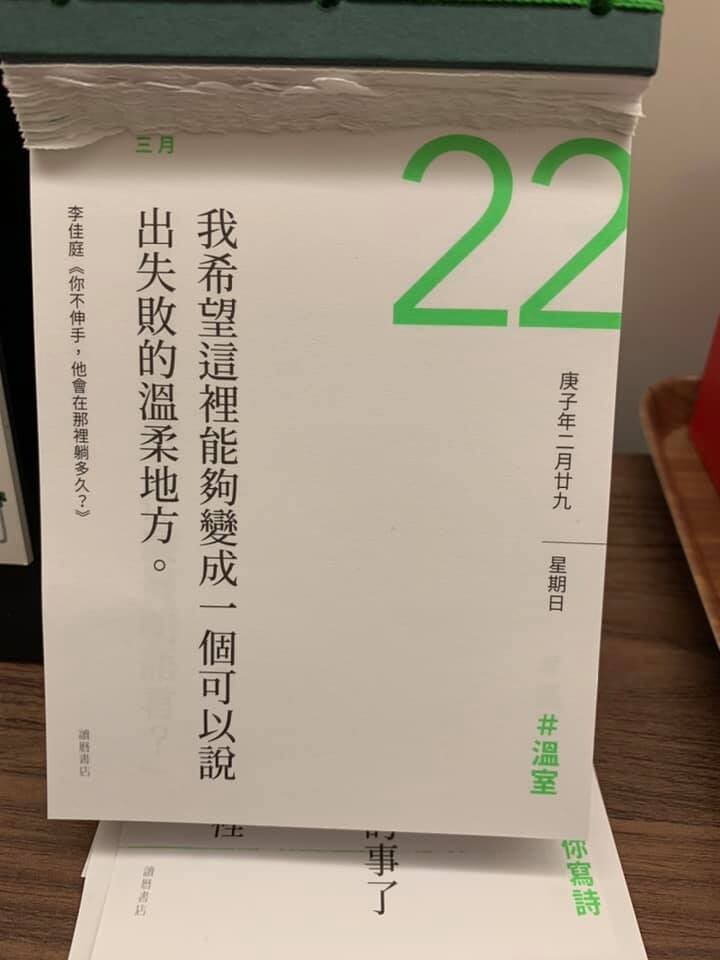 三月
22
庚子年二月廿九
星期日
#溫室
我希望這裡能夠變成一個可以說
出失敗的溫柔地方。
李佳庭《你不伸手，他會在那裡躺多久？》
讀曆書店
你寫詩
事了
讀曆書店